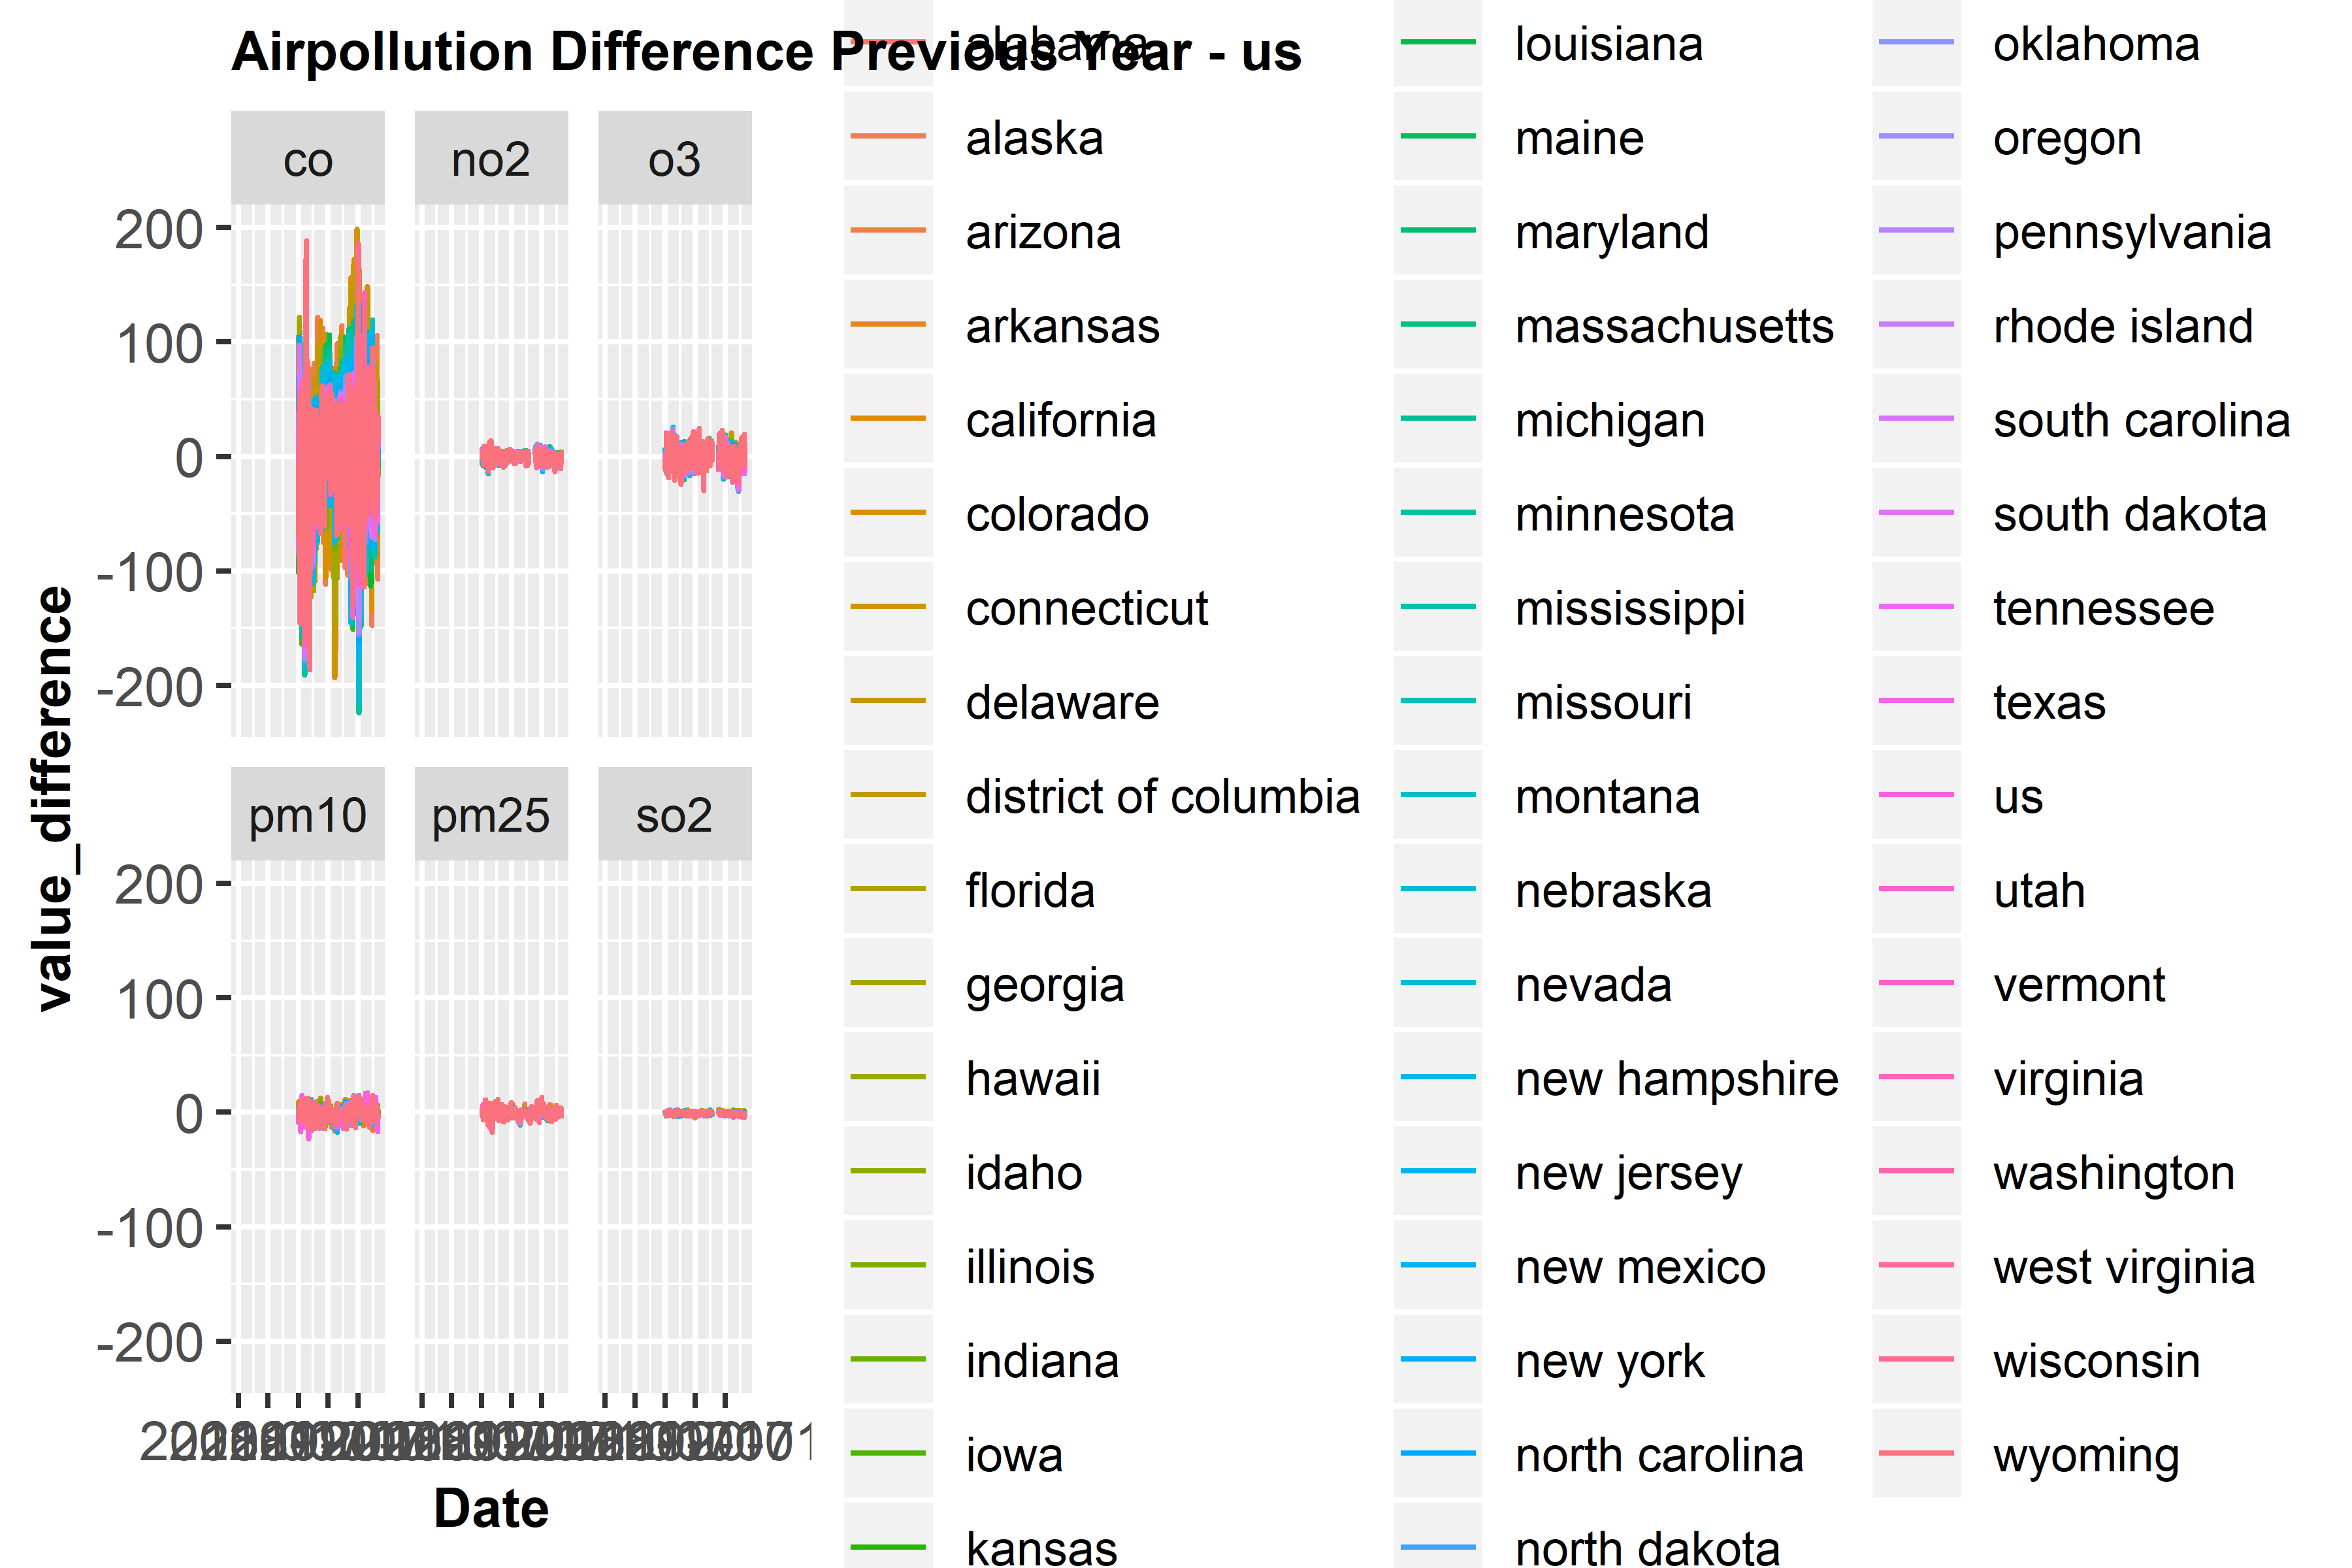 Airpollution Difference Previous Year - us
co
no2
o3
200
100
0
-100
-200
pm10
pm25
so2
200
100
0
-100
-200
value_difference
Date
alabama
alaska
arizona
arkansas
california
colorado
connecticut
delaware
district of columbia
florida
georgia
hawaii
idaho
illinois
indiana
iowa
kansas
louisiana
maine
maryland
massachusetts
michigan
minnesota
mississippi
missouri
montana
nebraska
nevada
new hampshire
new jersey
new mexico
new york
north carolina
north dakota
oklahoma
oregon
pennsylvania
rhode island
south carolina
south dakota
tennessee
texas
us
utah
vermont
virginia
washington
west virginia
wisconsin
wyoming